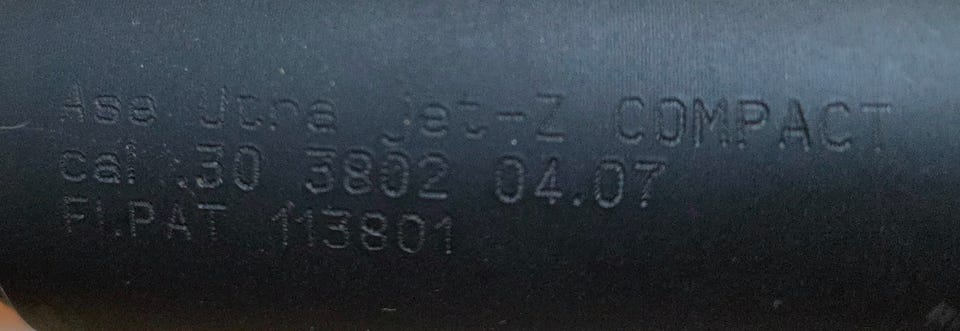 Ase Utra jet-Z COMPACT
cal .30 3802 04.07
FI.PAT 113801